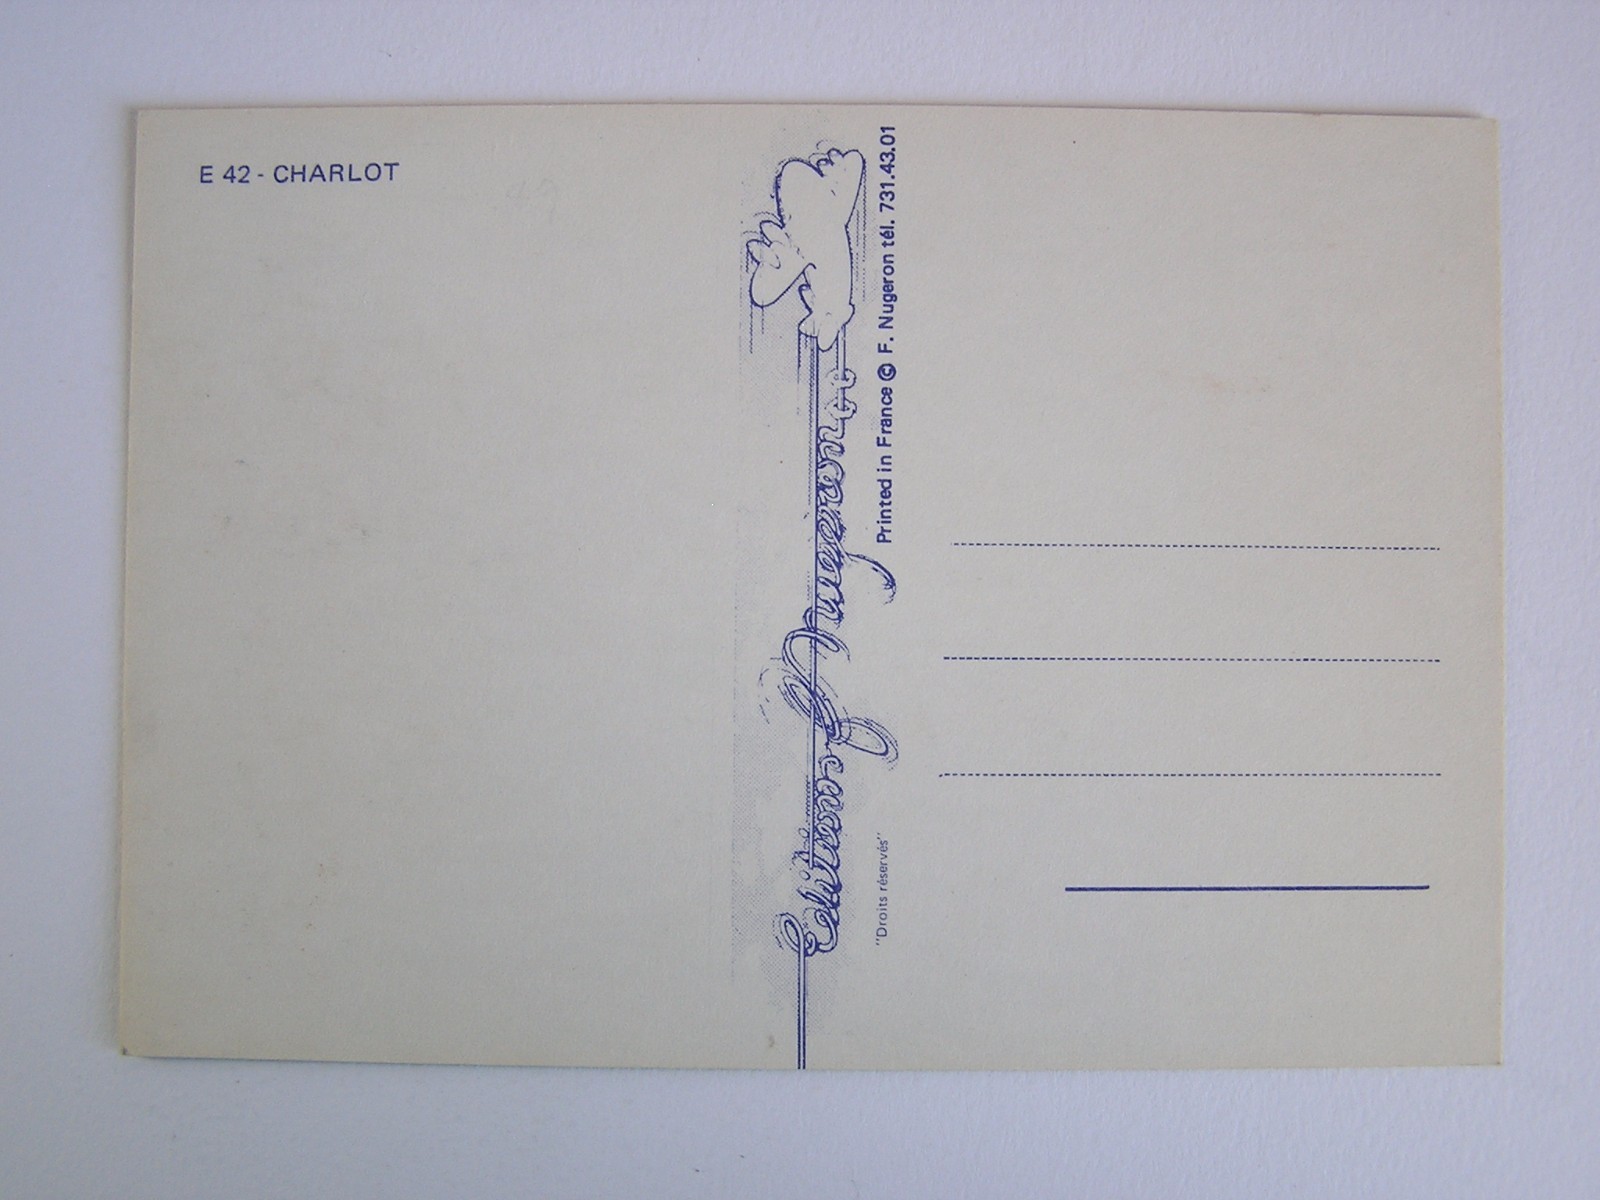 E 42 - CHARLOT
Editions F. Nugeron
Printed in France © F. Nugeron tél. 731.43.01
"Droits réservés"